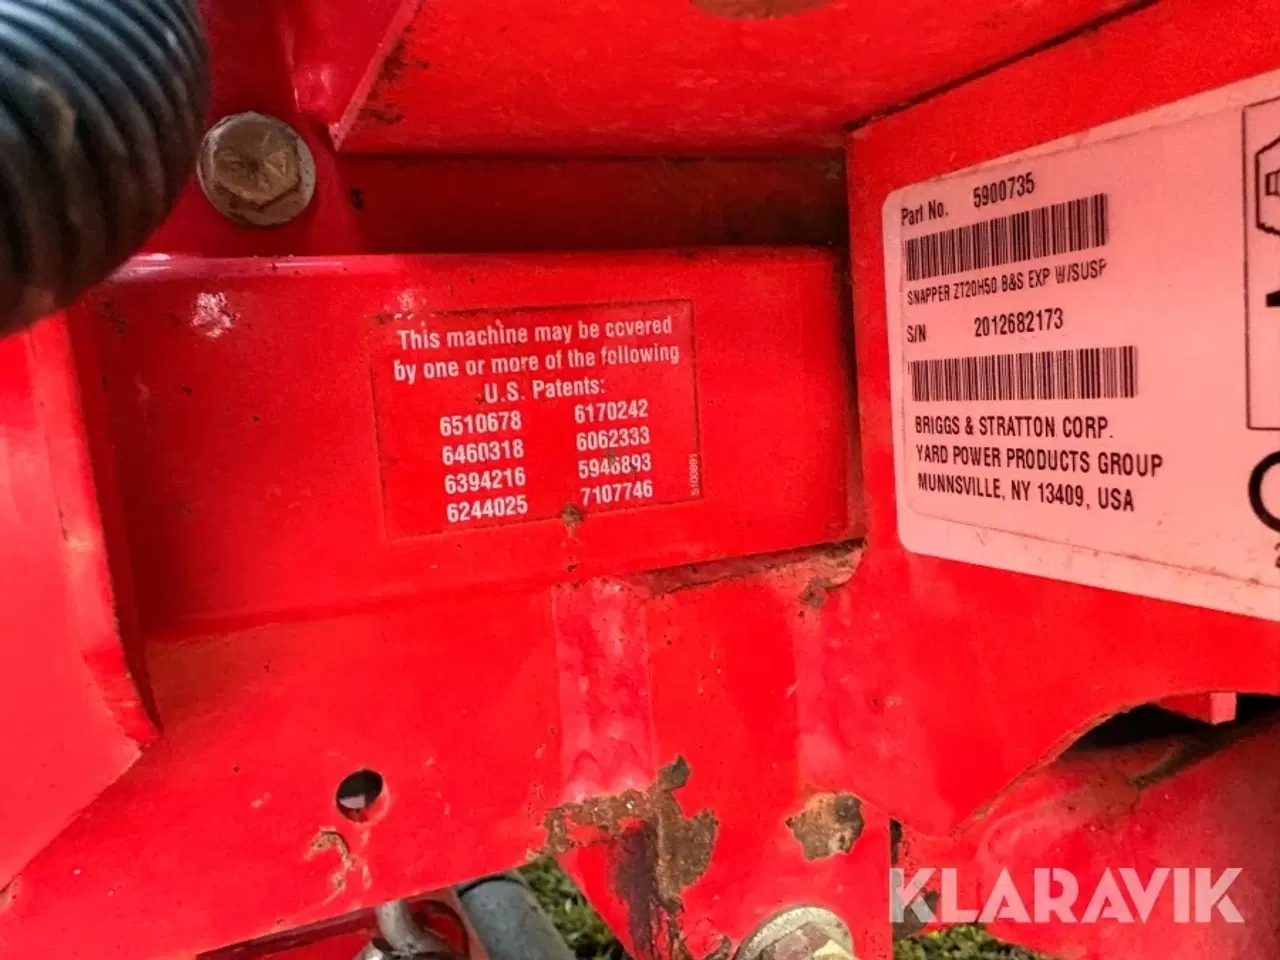 This machine may be covered
by one or more of the following
U.S. Patents:
6510678 6170242
6460318 6062333
6394216 5946893
6244025 7107746
5100891
Part No. 5900735
SNAPPER ZT20H50 B&S EXP W/SUSP
S/N 2012682173
BRIGGS & STRATTON CORP.
YARD POWER PRODUCTS GROUP
MUNNSVILLE, NY 13409, USA
KLARAVIK